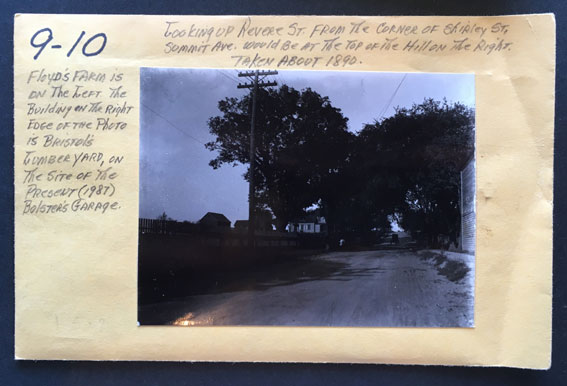 9-10
Looking up Revere St. from the corner of Shirley St,
Summit Ave. would be at the top of the hill on the right.
Taken about 1890.
Floyd's Farm is
on the left. The
building on the right
edge of the photo
is Bristol's
Lumber Yard, on
the site of the
present (1987)
Bolster's Garage.